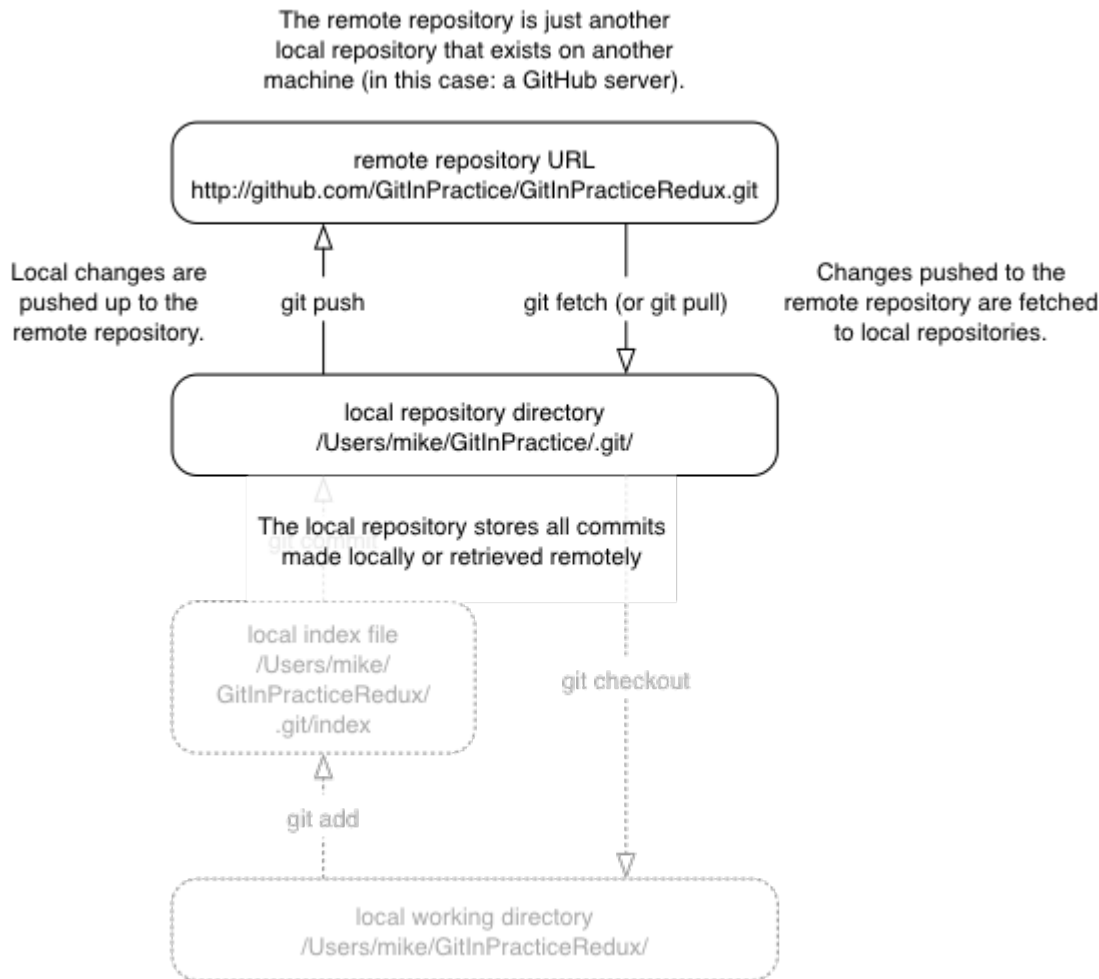 The remote repository is just another
local repository that exists on another
machine (in this case: a GitHub server).
remote repository URL
http://github.com/GitInPractice/GitInPracticeRedux.git
Local changes are
pushed up to the
remote repository.
git push
git fetch (or git pull)
Changes pushed to the
remote repository are fetched
to local repositories.
local repository directory
/Users/mike/GitInPractice/.git/
The local repository stores all commits
git commit
made locally or retrieved remotely
local index file
/Users/mike/
GitInPracticeRedux/
.git/index
git checkout
git add
local working directory
/Users/mike/GitInPracticeRedux/